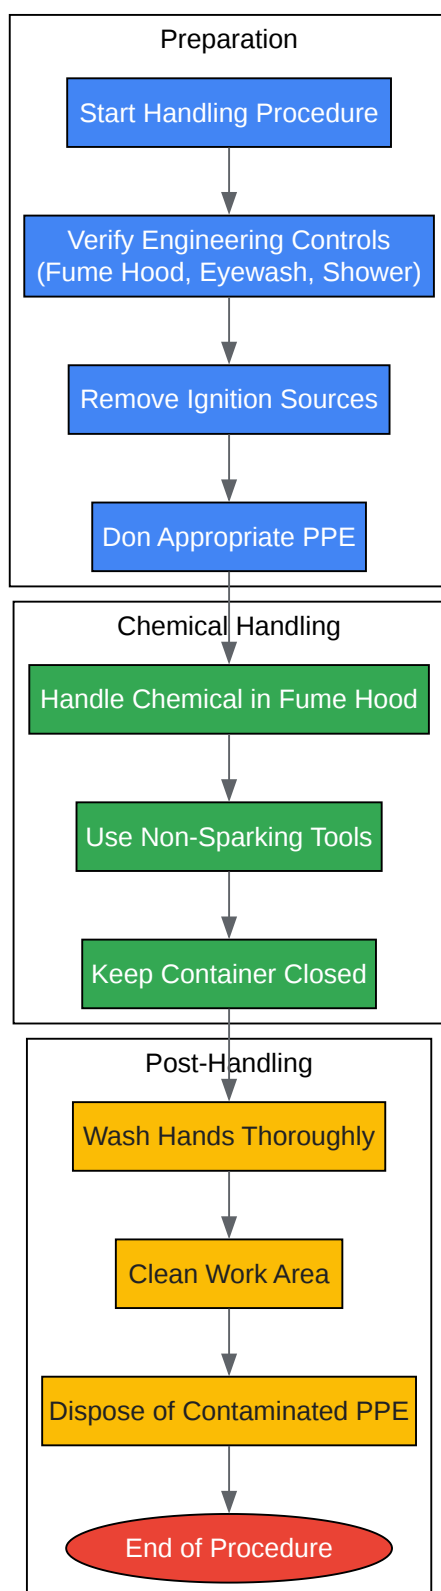 Preparation
Start Handling Procedure
Verify Engineering Controls
(Fume Hood, Eyewash, Shower)
Remove Ignition Sources
Don Appropriate PPE
Chemical Handling
Handle Chemical in Fume Hood
Use Non-Sparking Tools
Keep Container Closed
Post-Handling
Wash Hands Thoroughly
Clean Work Area
Dispose of Contaminated PPE
End of Procedure